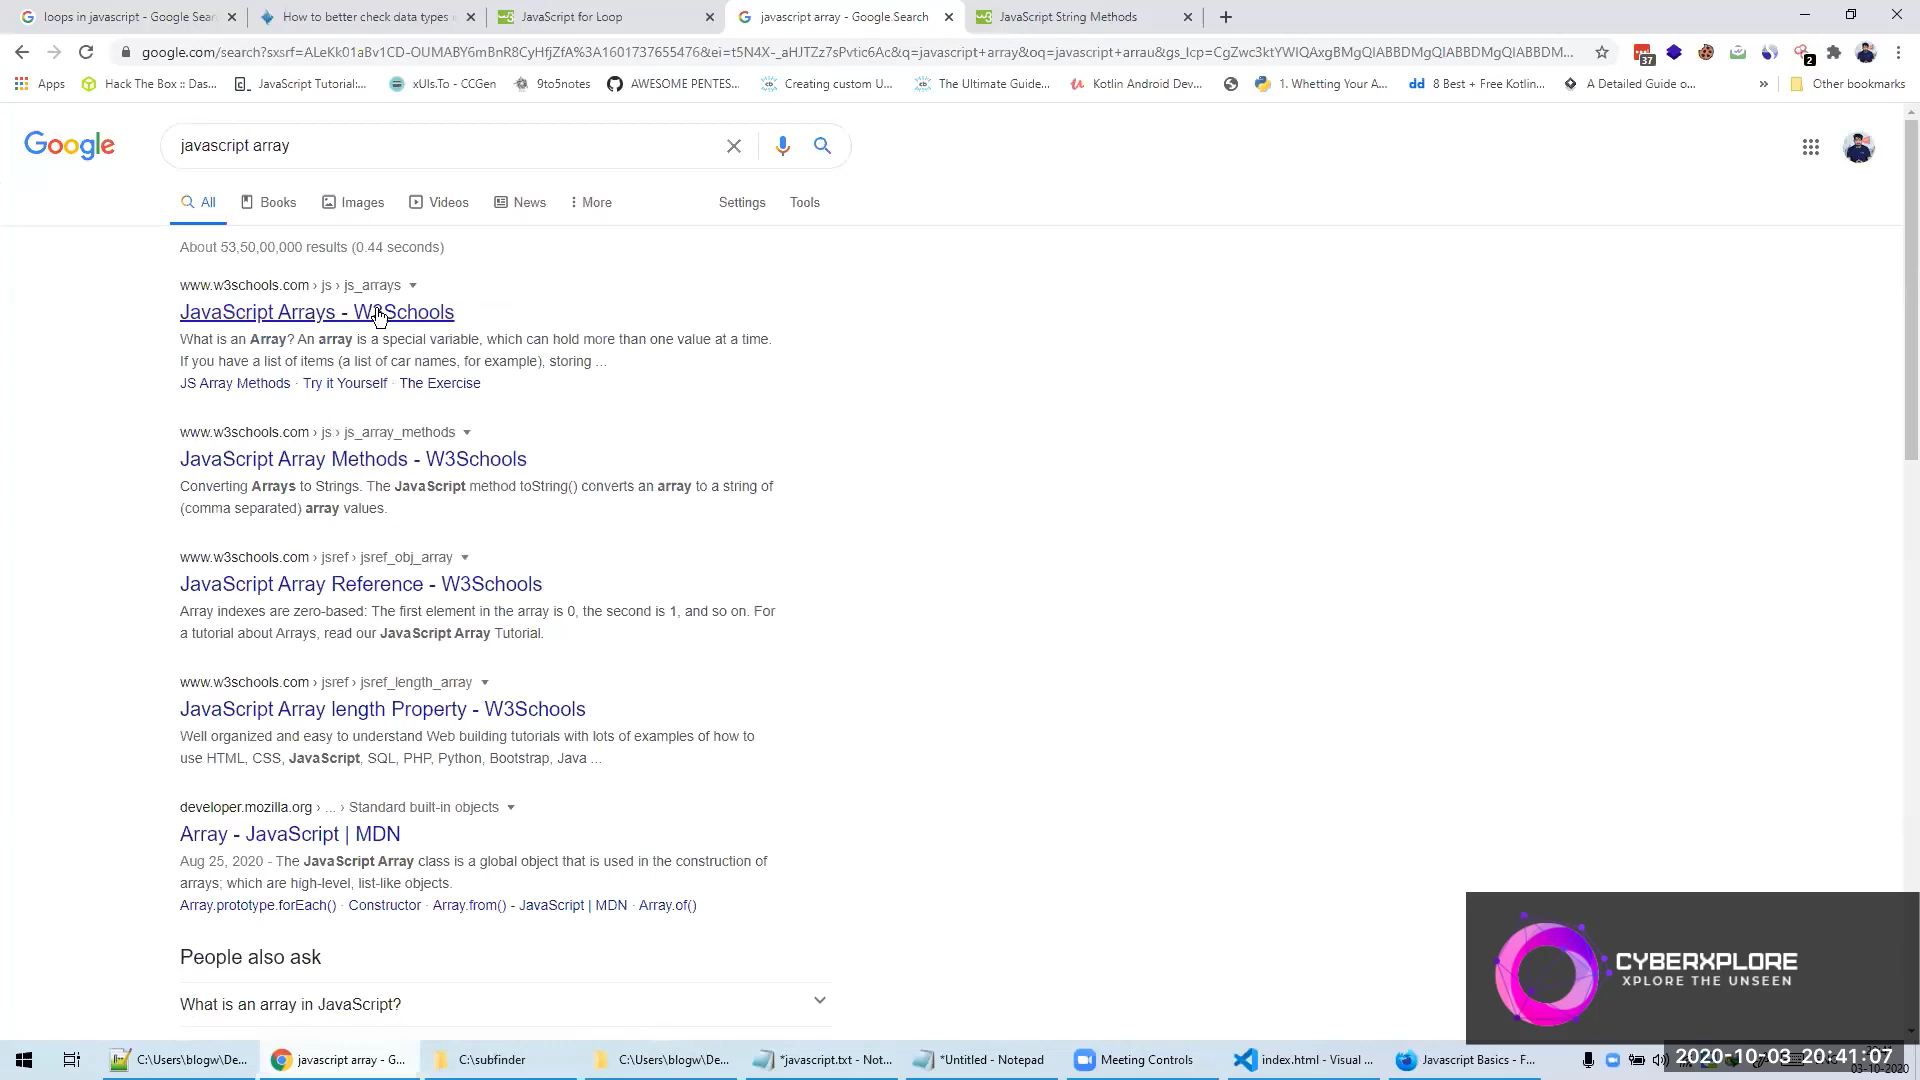 loops in javascript - Google Sear
How to better check data types i
JavaScript for Loop
javascript array - Google Search
JavaScript String Methods
google.com/search?sxsrf=ALeKk01aBv1CD-OUMABY6mBnR8CyHfjZfA%3A1601737655476&ei=t5N4X-_aHJTZz7sPvtic6Ac&q=javascript+array&oq=javascript+arrau&gs_lcp=CgZwc3ktYWIQAxgBMgQIABBDMgQIABBDMgQIABBDM...
37
2
Apps
Hack The Box :: Das...
JavaScript Tutorial:...
xUIs.To - CCGen
9to5notes
AWESOME PENTES...
Creating custom U...
The Ultimate Guide...
Kotlin Android Dev...
1. Whetting Your A...
dd 8 Best + Free Kotlin...
A Detailed Guide o...
»
Other bookmarks
Google
javascript array
All
Books
Images
Videos
News
More
Settings
Tools
About 53,50,00,000 results (0.44 seconds)
www.w3schools.com › js › js_arrays
JavaScript Arrays - W3Schools
What is an Array? An array is a special variable, which can hold more than one value at a time.
If you have a list of items (a list of car names, for example), storing ...
JS Array Methods · Try it Yourself · The Exercise
www.w3schools.com › js › js_array_methods
JavaScript Array Methods - W3Schools
Converting Arrays to Strings. The JavaScript method toString() converts an array to a string of
(comma separated) array values.
www.w3schools.com › jsref › jsref_obj_array
JavaScript Array Reference - W3Schools
Array indexes are zero-based: The first element in the array is 0, the second is 1, and so on. For
a tutorial about Arrays, read our JavaScript Array Tutorial.
www.w3schools.com › jsref › jsref_length_array
JavaScript Array length Property - W3Schools
Well organized and easy to understand Web building tutorials with lots of examples of how to
use HTML, CSS, JavaScript, SQL, PHP, Python, Bootstrap, Java ...
developer.mozilla.org › ... › Standard built-in objects
Array - JavaScript | MDN
Aug 25, 2020 - The JavaScript Array class is a global object that is used in the construction of
arrays; which are high-level, list-like objects.
Array.prototype.forEach() · Constructor · Array.from() - JavaScript | MDN · Array.of()
People also ask
What is an array in JavaScript?
CYBERXPLORE
XPLORE THE UNSEEN
C:\Users\blogw\De...
javascript array - G...
C:\subfinder
C:\Users\blogw\De...
*javascript.txt - Not...
*Untitled - Notepad
Meeting Controls
index.html - Visual ...
Javascript Basics - F...
2020-10-03 20:41:07
03-10-2020